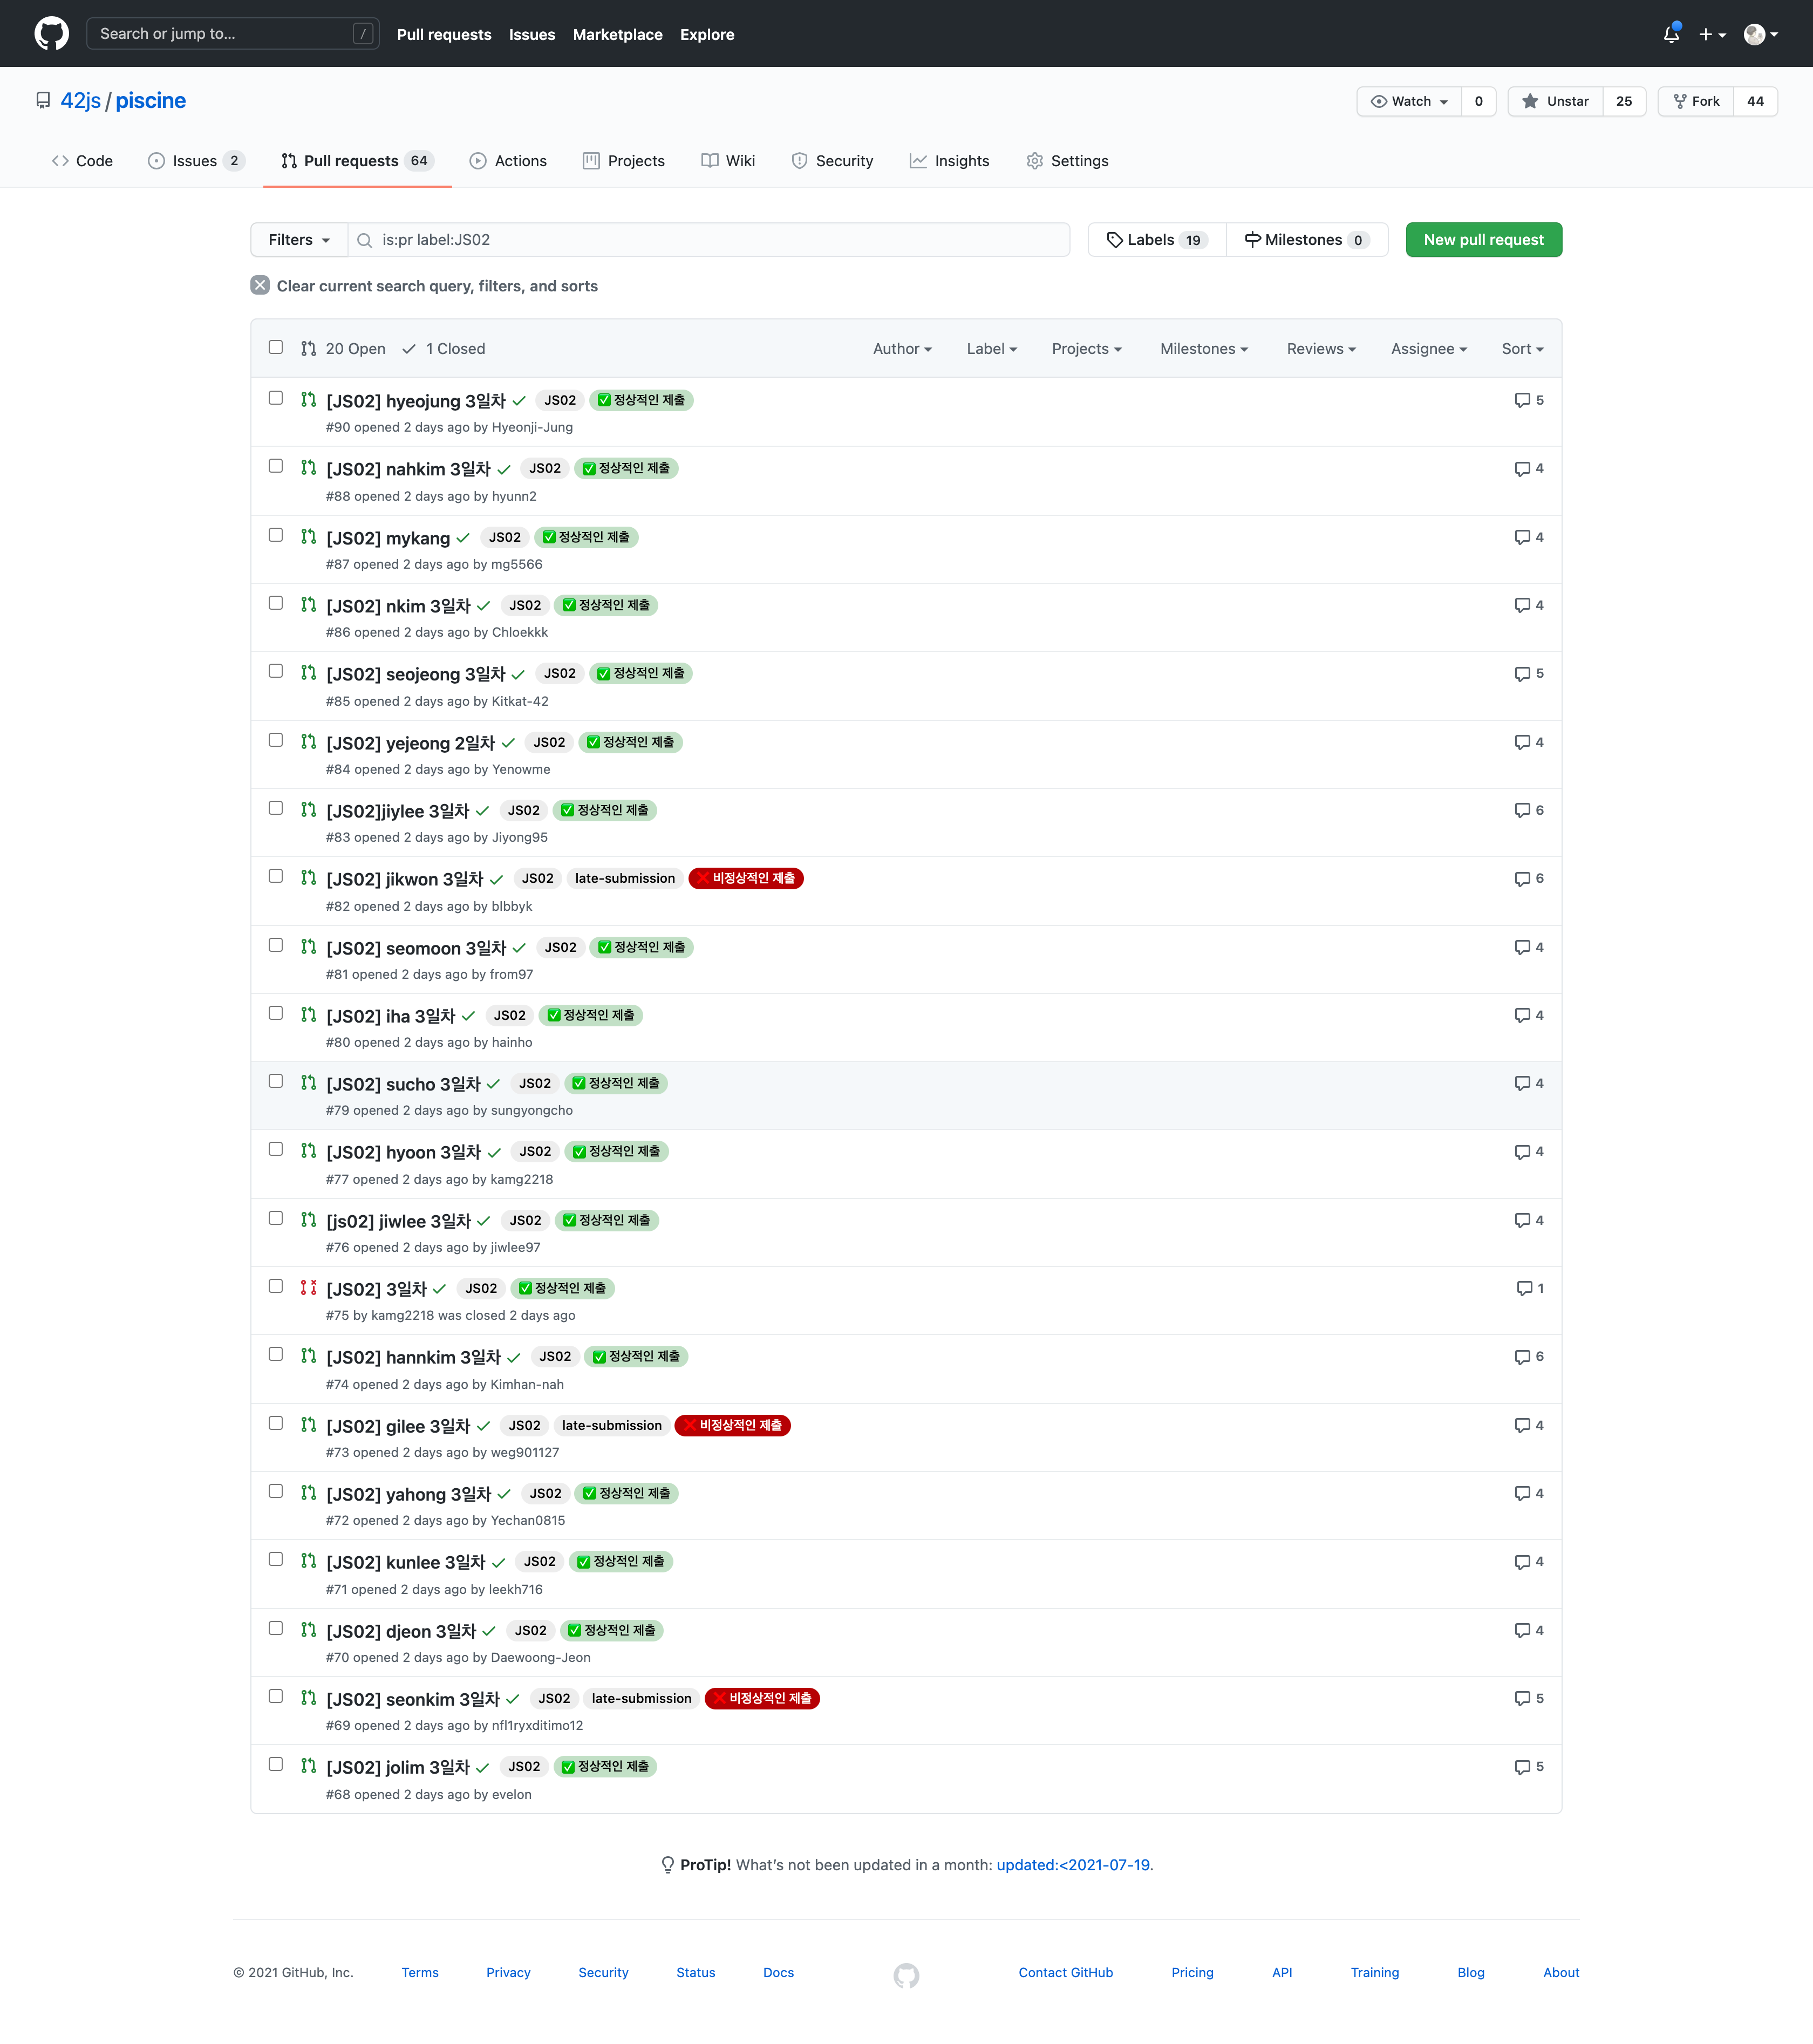 Search or jump to... / Pull requests Issues Marketplace Explore
42js / piscine Watch 0 Unstar 25 Fork 44
Code Issues 2 Pull requests 64 Actions Projects Wiki Security Insights Settings
Filters is:pr label:JS02 Labels 19 Milestones 0 New pull request
Clear current search query, filters, and sorts
20 Open 1 Closed Author Label Projects Milestones Reviews Assignee Sort
[JS02] hyeojung 3일차 JS02 ✅ 정상적인 제출 5
#90 opened 2 days ago by Hyeonji-Jung
[JS02] nahkim 3일차 JS02 ✅ 정상적인 제출 4
#88 opened 2 days ago by hyunn2
[JS02] mykang JS02 ✅ 정상적인 제출 4
#87 opened 2 days ago by mg5566
[JS02] nkim 3일차 JS02 ✅ 정상적인 제출 4
#86 opened 2 days ago by Chloekkk
[JS02] seojeong 3일차 JS02 ✅ 정상적인 제출 5
#85 opened 2 days ago by Kitkat-42
[JS02] yejeong 2일차 JS02 ✅ 정상적인 제출 4
#84 opened 2 days ago by Yenowme
[JS02]jiylee 3일차 JS02 ✅ 정상적인 제출 6
#83 opened 2 days ago by Jiyong95
[JS02] jikwon 3일차 JS02 late-submission ❌ 비정상적인 제출 6
#82 opened 2 days ago by blbbyk
[JS02] seomoon 3일차 JS02 ✅ 정상적인 제출 4
#81 opened 2 days ago by from97
[JS02] iha 3일차 JS02 ✅ 정상적인 제출 4
#80 opened 2 days ago by hainho
[JS02] sucho 3일차 JS02 ✅ 정상적인 제출 4
#79 opened 2 days ago by sungyongcho
[JS02] hyoon 3일차 JS02 ✅ 정상적인 제출 4
#77 opened 2 days ago by kamg2218
[js02] jiwlee 3일차 JS02 ✅ 정상적인 제출 4
#76 opened 2 days ago by jiwlee97
[JS02] 3일차 JS02 ✅ 정상적인 제출 1
#75 by kamg2218 was closed 2 days ago
[JS02] hannkim 3일차 JS02 ✅ 정상적인 제출 6
#74 opened 2 days ago by Kimhan-nah
[JS02] gilee 3일차 JS02 late-submission ❌ 비정상적인 제출 4
#73 opened 2 days ago by weg901127
[JS02] yahong 3일차 JS02 ✅ 정상적인 제출 4
#72 opened 2 days ago by Yechan0815
[JS02] kunlee 3일차 JS02 ✅ 정상적인 제출 4
#71 opened 2 days ago by leekh716
[JS02] djeon 3일차 JS02 ✅ 정상적인 제출 4
#70 opened 2 days ago by Daewoong-Jeon
[JS02] seonkim 3일차 JS02 late-submission ❌ 비정상적인 제출 5
#69 opened 2 days ago by nfl1ryxditimo12
[JS02] jolim 3일차 JS02 ✅ 정상적인 제출 5
#68 opened 2 days ago by evelon
ProTip! What’s not been updated in a month: updated:<2021-07-19.
© 2021 GitHub, Inc. Terms Privacy Security Status Docs Contact GitHub Pricing API Training Blog About